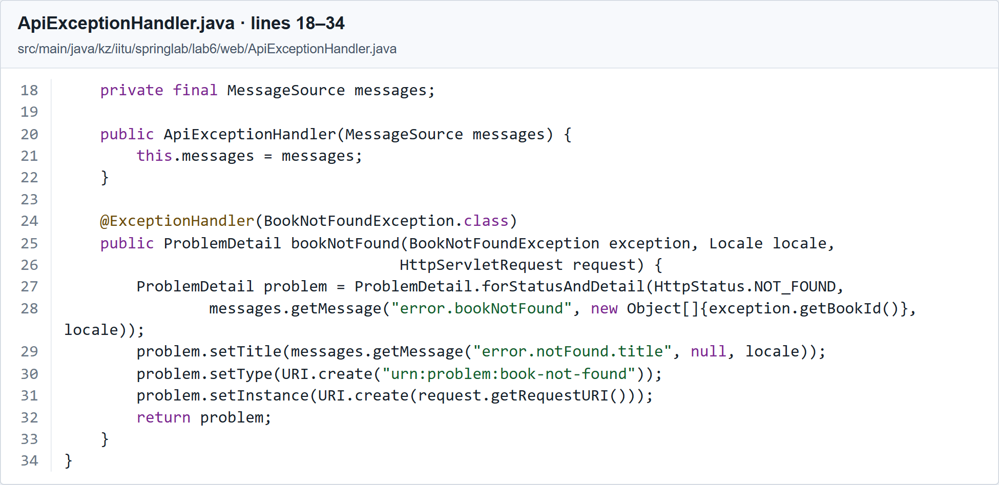 ApiExceptionHandler.java · lines 18–34
src/main/java/kz/iitu/springlab/lab6/web/ApiExceptionHandler.java
18     private final MessageSource messages;
19
20     public ApiExceptionHandler(MessageSource messages) {
21         this.messages = messages;
22     }
23
24     @ExceptionHandler(BookNotFoundException.class)
25     public ProblemDetail bookNotFound(BookNotFoundException exception, Locale locale,
26                                      HttpServletRequest request) {
27         ProblemDetail problem = ProblemDetail.forStatusAndDetail(HttpStatus.NOT_FOUND,
28                 messages.getMessage("error.bookNotFound", new Object[]{exception.getBookId()},
locale));
29         problem.setTitle(messages.getMessage("error.notFound.title", null, locale));
30         problem.setType(URI.create("urn:problem:book-not-found"));
31         problem.setInstance(URI.create(request.getRequestURI()));
32         return problem;
33     }
34 }